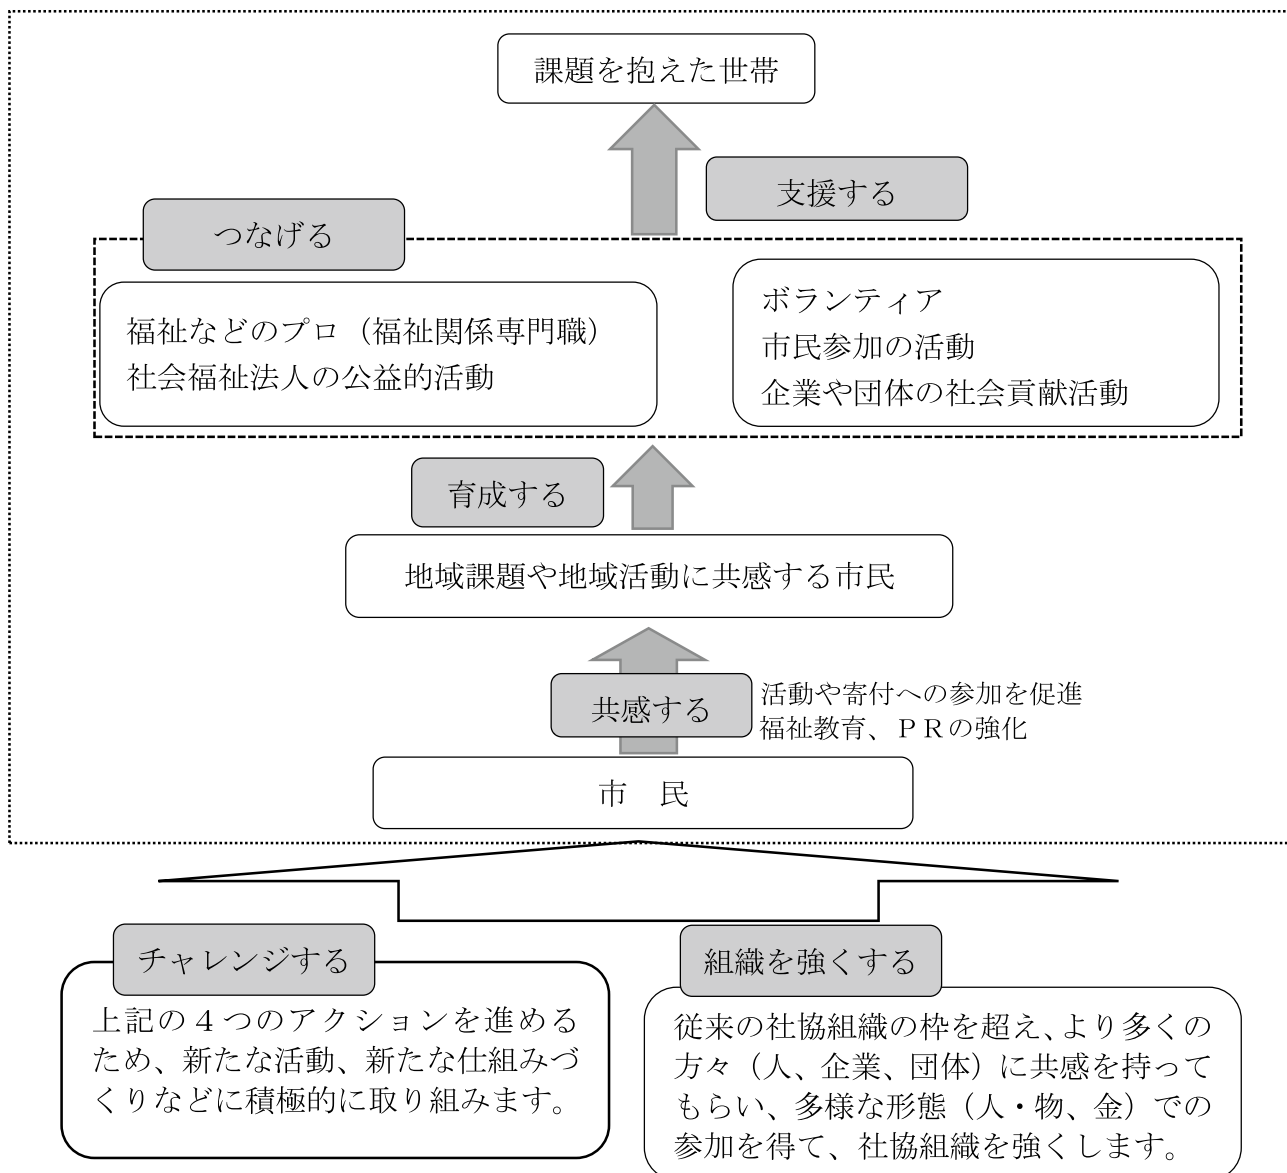 課題を抱えた世帯
支援する
つなげる
福祉などのプロ（福祉関係専門職）
社会福祉法人の公益的活動
ボランティア
市民参加の活動
企業や団体の社会貢献活動
育成する
地域課題や地域活動に共感する市民
共感する
活動や寄付への参加を促進
福祉教育、ＰＲの強化
市　民
チャレンジする
上記の４つのアクションを進める
ため、新たな活動、新たな仕組みづ
くりなどに積極的に取り組みます。
組織を強くする
従来の社協組織の枠を超え、より多くの
方々（人、企業、団体）に共感を持って
もらい、多様な形態（人・物、金）での
参加を得て、社協組織を強くします。